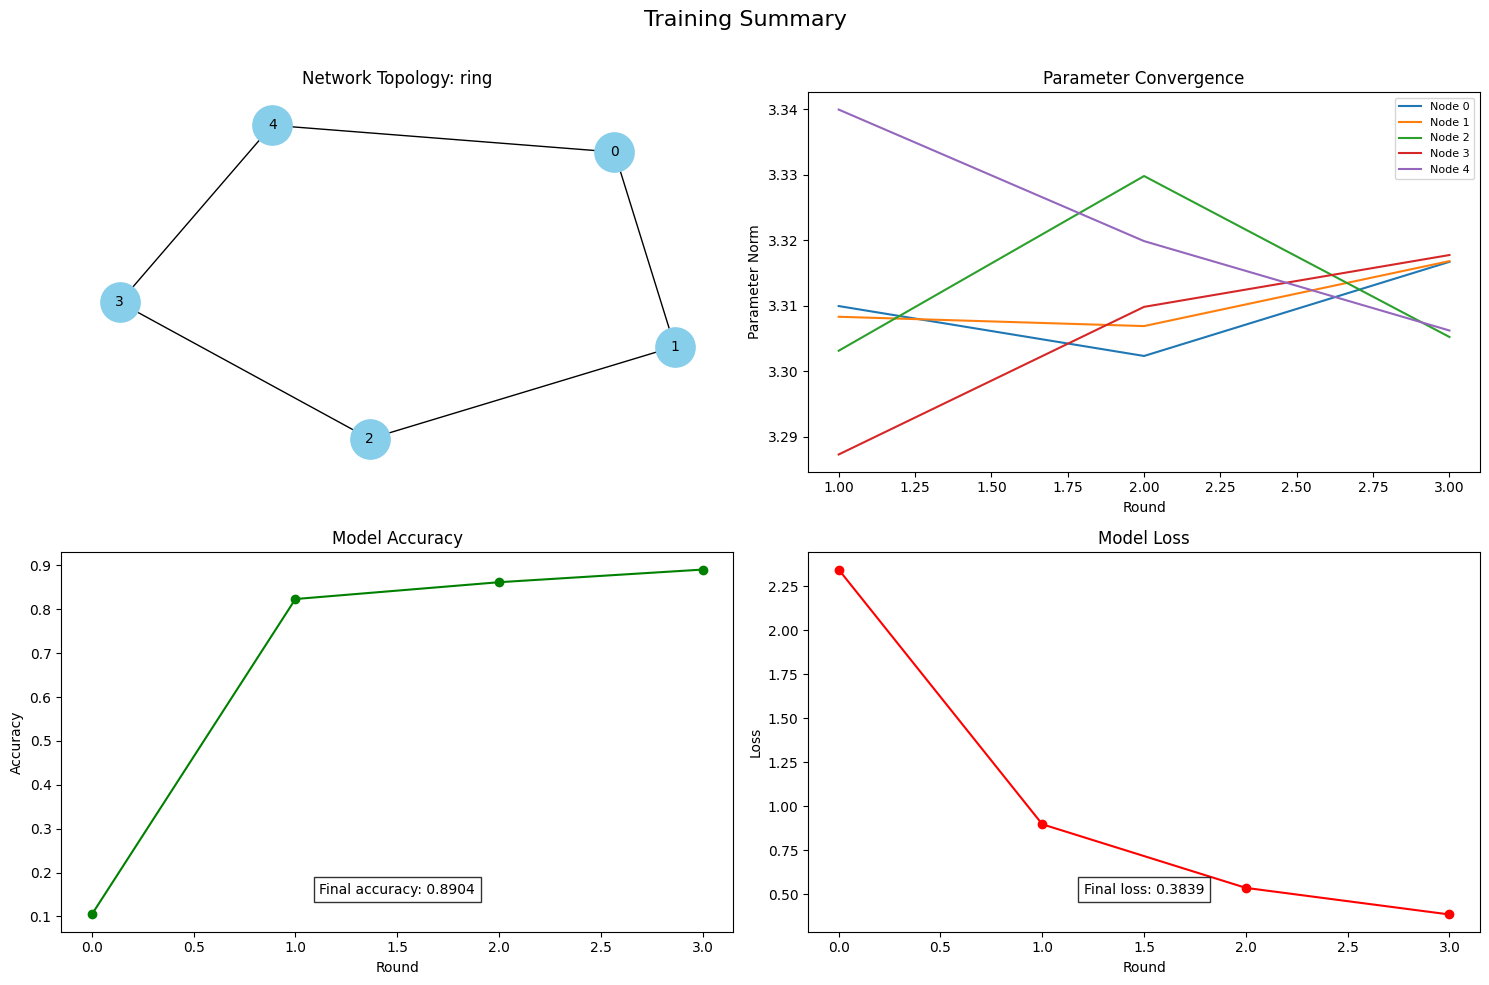 Training Summary
Network Topology: ring
4
0
3
1
2
Parameter Convergence
Parameter Norm
3.34
3.33
3.32
3.31
3.30
3.29
Node 0
Node 1
Node 2
Node 3
Node 4
1.00 1.25 1.50 1.75 2.00 2.25 2.50 2.75 3.00
Round
Model Accuracy
Accuracy
0.9
0.8
0.7
0.6
0.5
0.4
0.3
0.2
0.1
Final accuracy: 0.8904
0.0 0.5 1.0 1.5 2.0 2.5 3.0
Round
Model Loss
Loss
2.25
2.00
1.75
1.50
1.25
1.00
0.75
0.50
Final loss: 0.3839
0.0 0.5 1.0 1.5 2.0 2.5 3.0
Round